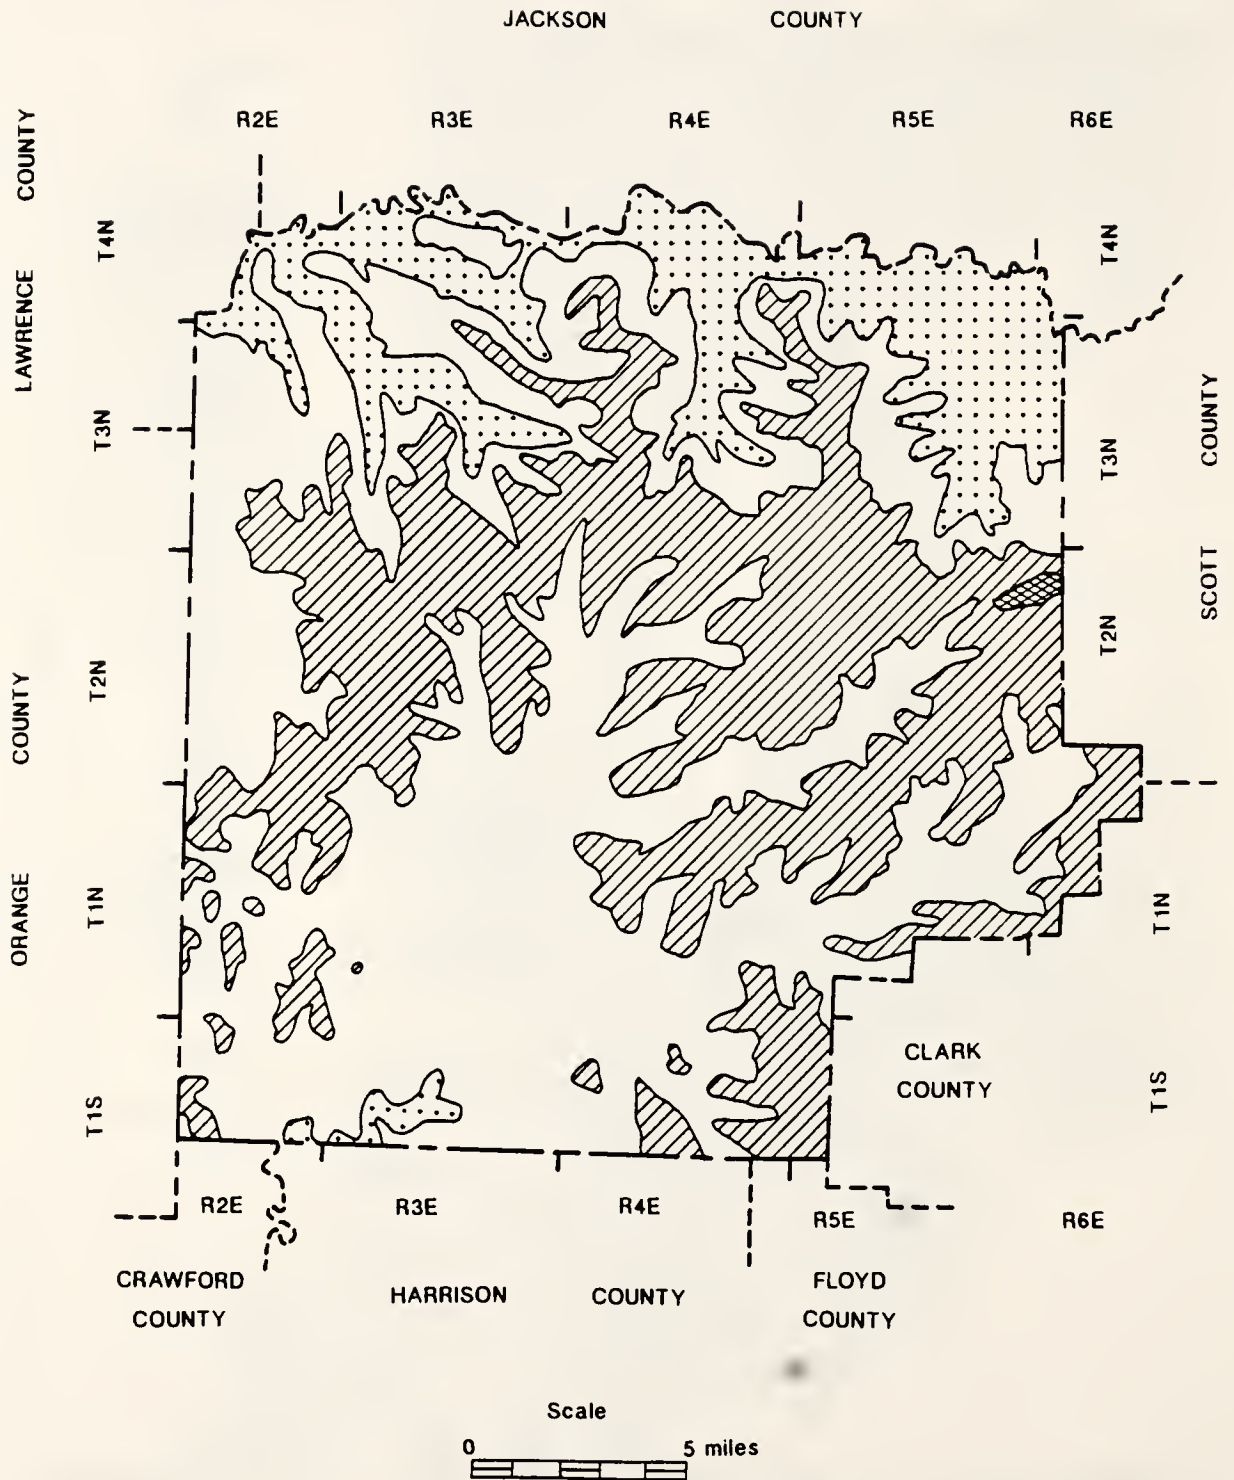 JACKSON COUNTY
R2E R3E R4E R5E R6E
LAWRENCE COUNTY
ORANGE COUNTY
T4N
T3N
T2N
T1N
T1S
T4N
T3N
T2N
T1N
T1S
SCOTT COUNTY
CLARK
COUNTY
R2E R3E R4E R5E R6E
CRAWFORD
COUNTY
HARRISON COUNTY
FLOYD
COUNTY
Scale
0 5 miles